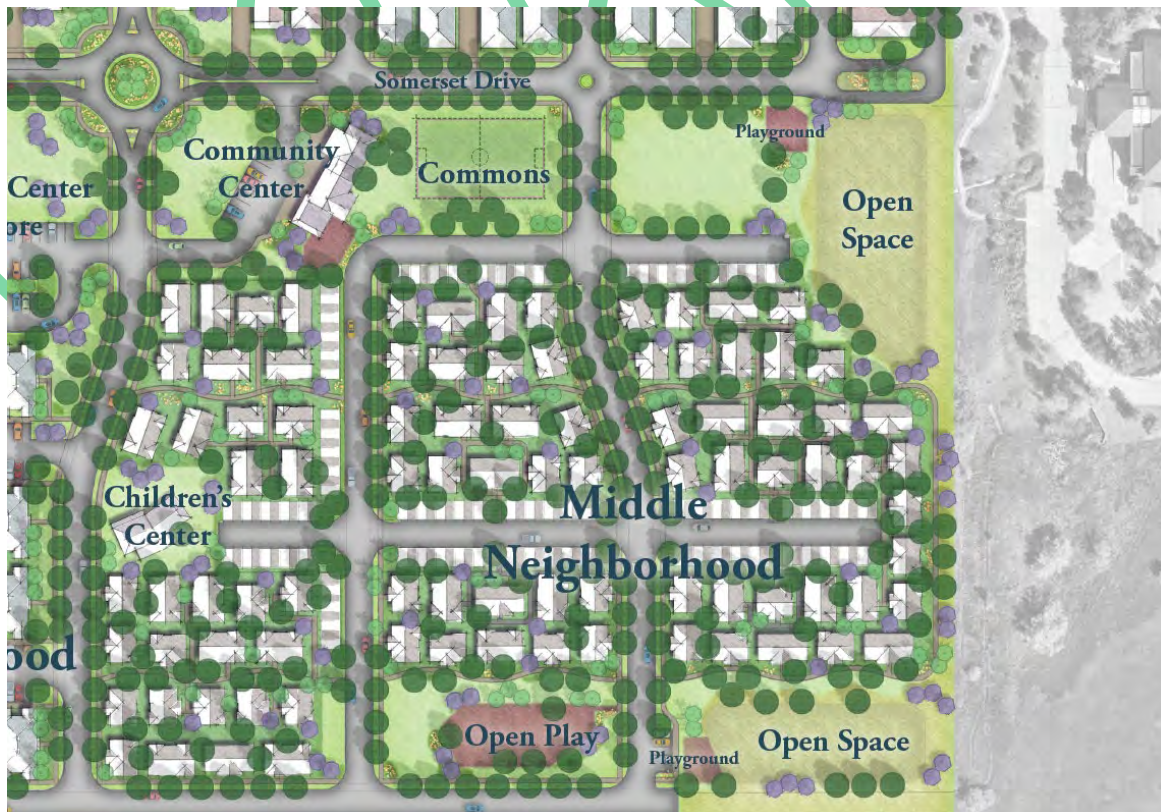 Somerset Drive
Playground
Community
Center
Commons
Center
ore
Open
Space
Children's
Center
Middle
Neighborhood
ood
Open Play
Playground
Open Space